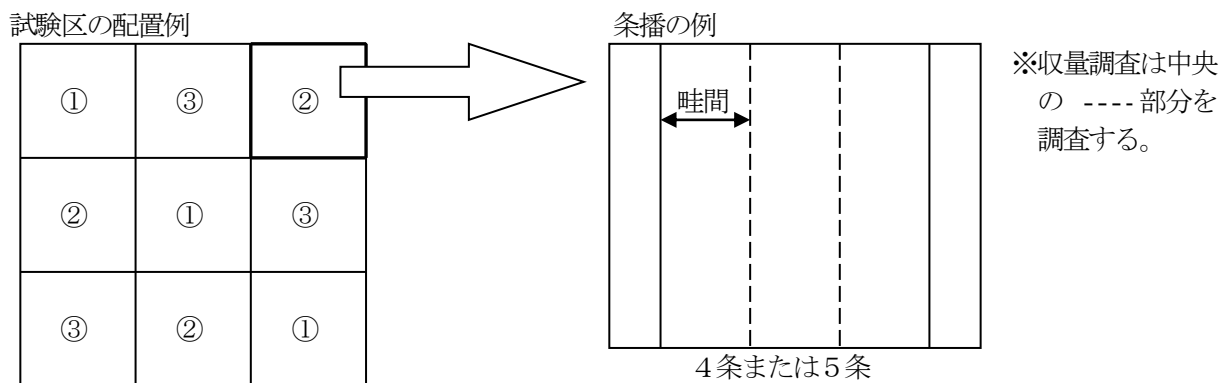 試験区の配置例
① ③ ②
② ① ③
③ ② ①
条播の例
畦間
4条または5条
※収量調査は中央
の ----部分を
調査する。